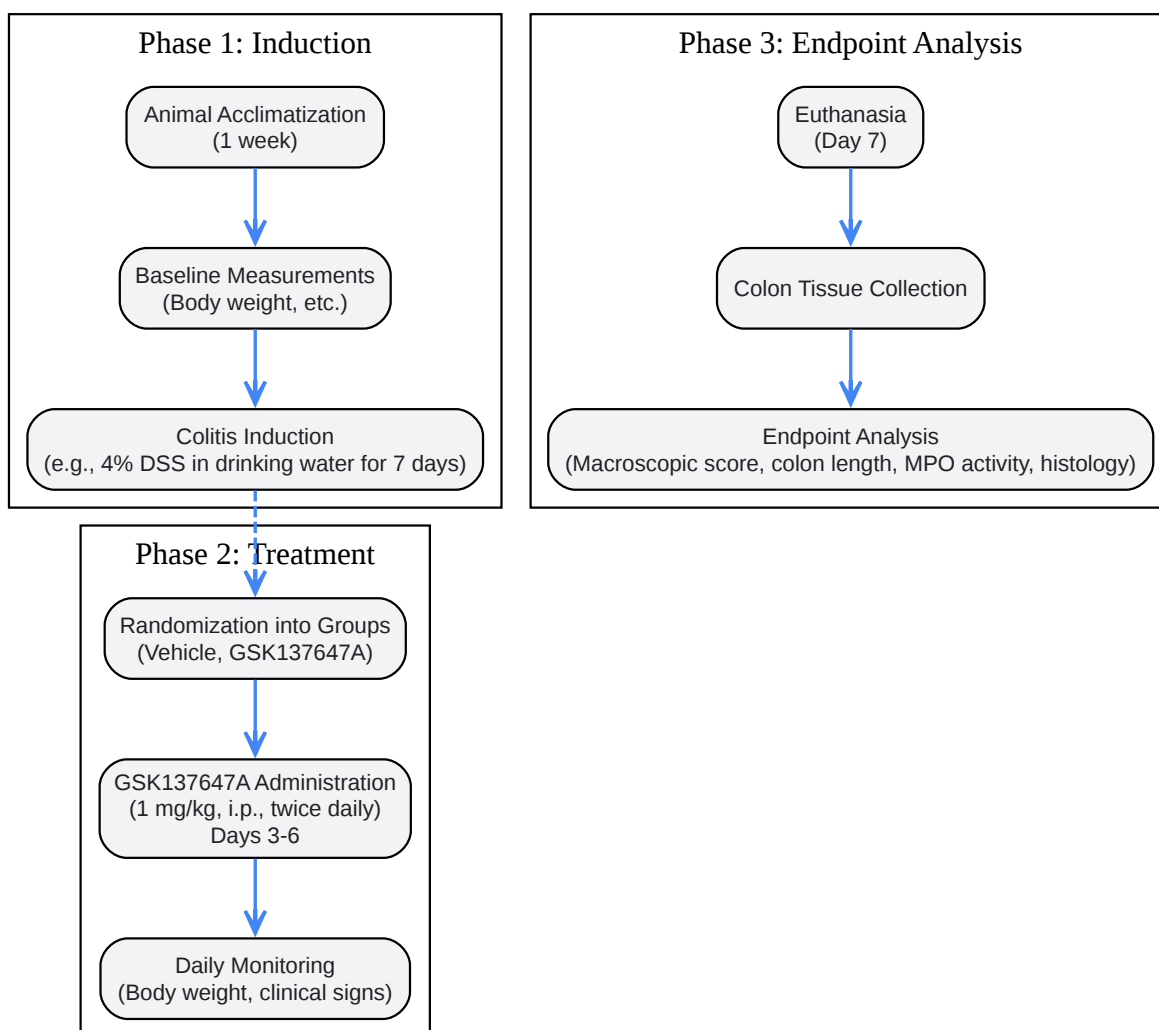 Phase 1: Induction
Animal Acclimatization
(1 week)
Baseline Measurements
(Body weight, etc.)
Colitis Induction
(e.g., 4% DSS in drinking water for 7 days)
Phase 2: Treatment
Randomization into Groups
(Vehicle, GSK137647A)
GSK137647A Administration
(1 mg/kg, i.p., twice daily)
Days 3-6
Daily Monitoring
(Body weight, clinical signs)
Phase 3: Endpoint Analysis
Euthanasia
(Day 7)
Colon Tissue Collection
Endpoint Analysis
(Macroscopic score, colon length, MPO activity, histology)